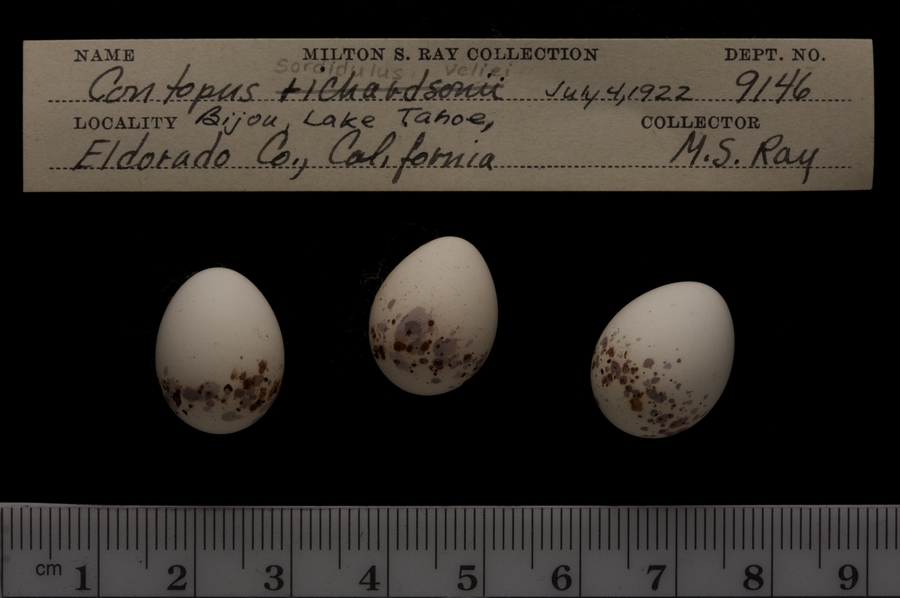 NAME MILTON S. RAY COLLECTION DEPT. NO.
Sordidulus Veliei
Contopus richardsonii July 4, 1922 9146
LOCALITY Bijou, Lake Tahoe, COLLECTOR
Eldorado Co., California M.S. Ray
cm 1 2 3 4 5 6 7 8 9